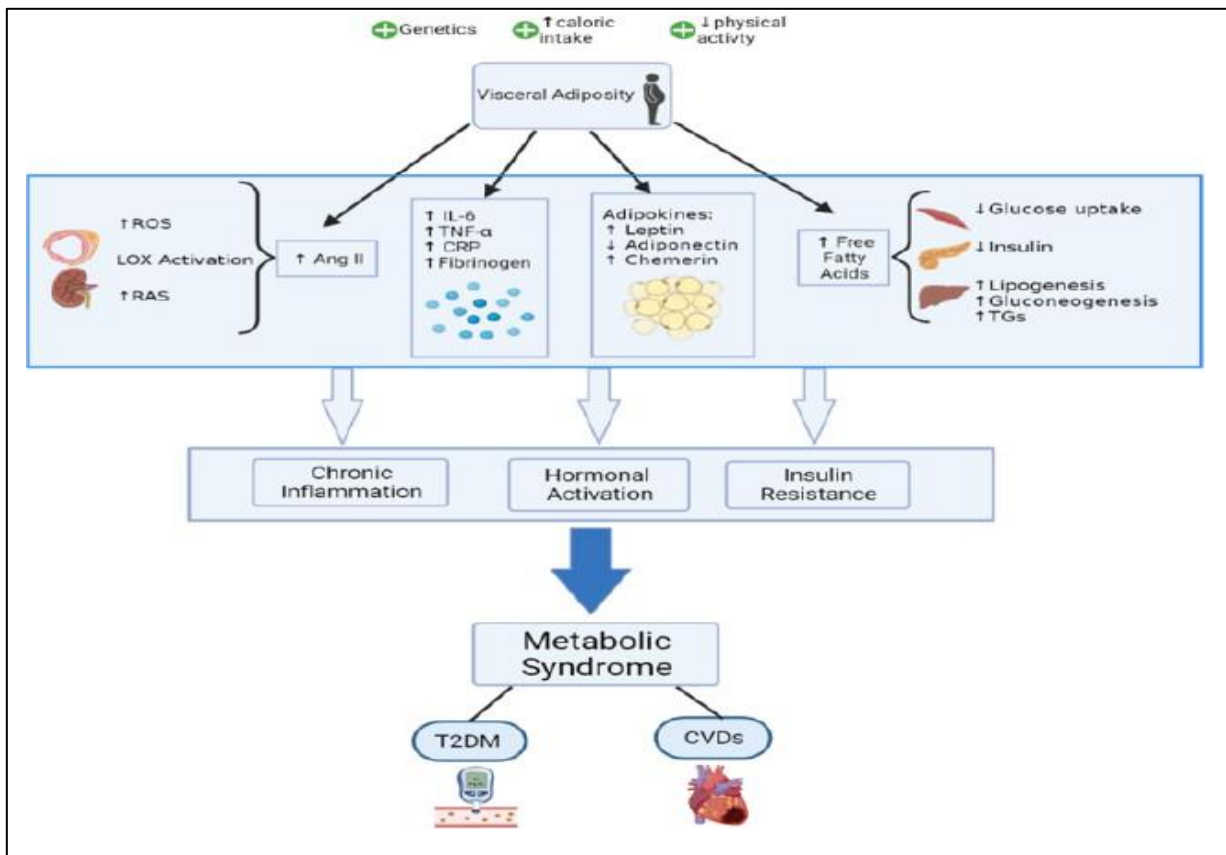 Genetics
↑caloric
intake
↓physical
activty
Visceral Adiposity
↑ROS
LOX Activation
↑RAS
↑ Ang II
↑ IL-6
↑TNF-α
↑ CRP
↑Fibrinogen
Adipokines:
↑ Leptin
↓ Adiponectin
↑ Chemerin
↑ Free
Fatty
Acids
↓Glucose uptake
↓Insulin
↑Lipogenesis
↑Gluconeogenesis
↑TGs
Chronic
Inflammation
Hormonal
Activation
Insulin
Resistance
Metabolic
Syndrome
T2DM
CVDs